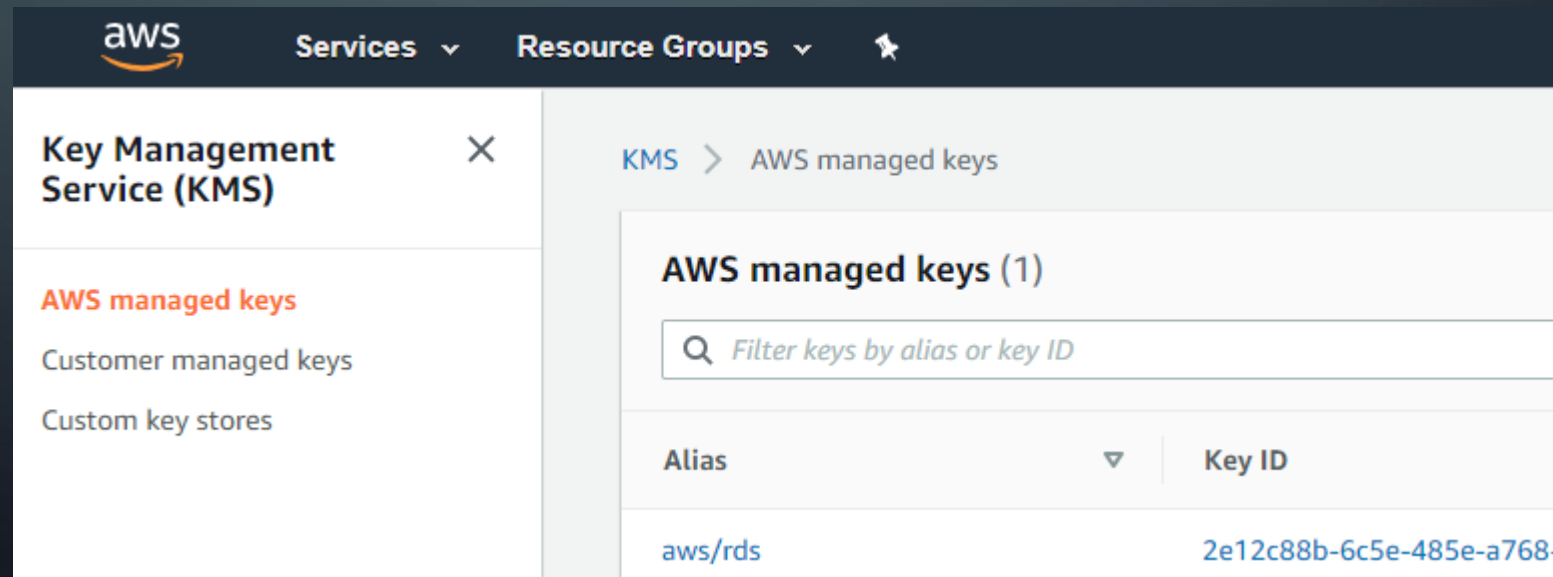 aws Services Resource Groups
Key Management
Service (KMS)
AWS managed keys
Customer managed keys
Custom key stores
KMS > AWS managed keys
AWS managed keys (1)
Filter keys by alias or key ID
Alias Key ID
aws/rds 2e12c88b-6c5e-485e-a768-